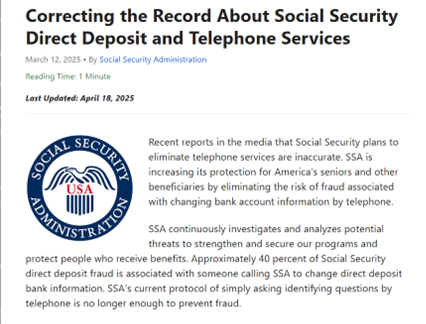 Correcting the Record About Social Security
Direct Deposit and Telephone Services
March 12, 2025 • By Social Security Administration
Reading Time: 1 Minute
Last Updated: April 18, 2025
SOCIAL SECURITY
USA
ADMINISTRATION
Recent reports in the media that Social Security plans to
eliminate telephone services are inaccurate. SSA is
increasing its protection for America's seniors and other
beneficiaries by eliminating the risk of fraud associated
with changing bank account information by telephone.
SSA continuously investigates and analyzes potential
threats to strengthen and secure our programs and
protect people who receive benefits. Approximately 40 percent of Social Security
direct deposit fraud is associated with someone calling SSA to change direct deposit
bank information. SSA's current protocol of simply asking identifying questions by
telephone is no longer enough to prevent fraud.